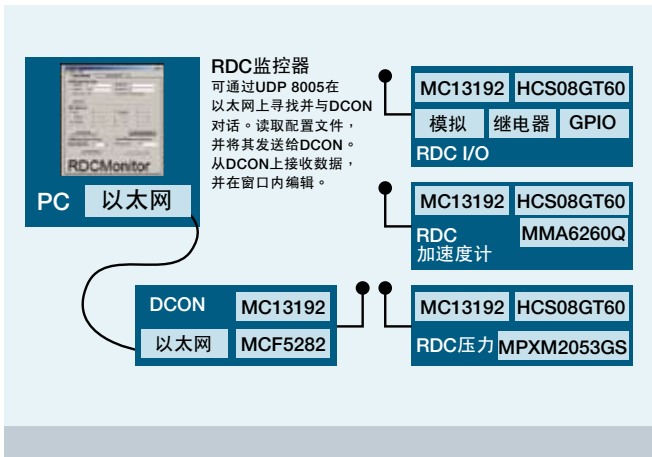 RDCMonitor
PC
以太网
RDC监控器
可通过UDP 8005在
以太网上寻找并与DCON
对话。读取配置文件，
并将其发送给DCON。
从DCON上接收数据，
并在窗口内编辑。
DCON
MC13192
以太网
MCF5282
MC13192 HCS08GT60
模拟 继电器 GPIO
RDC I/O
MC13192 HCS08GT60
RDC
加速度计
MMA6260Q
MC13192 HCS08GT60
RDC压力 MPXM2053GS